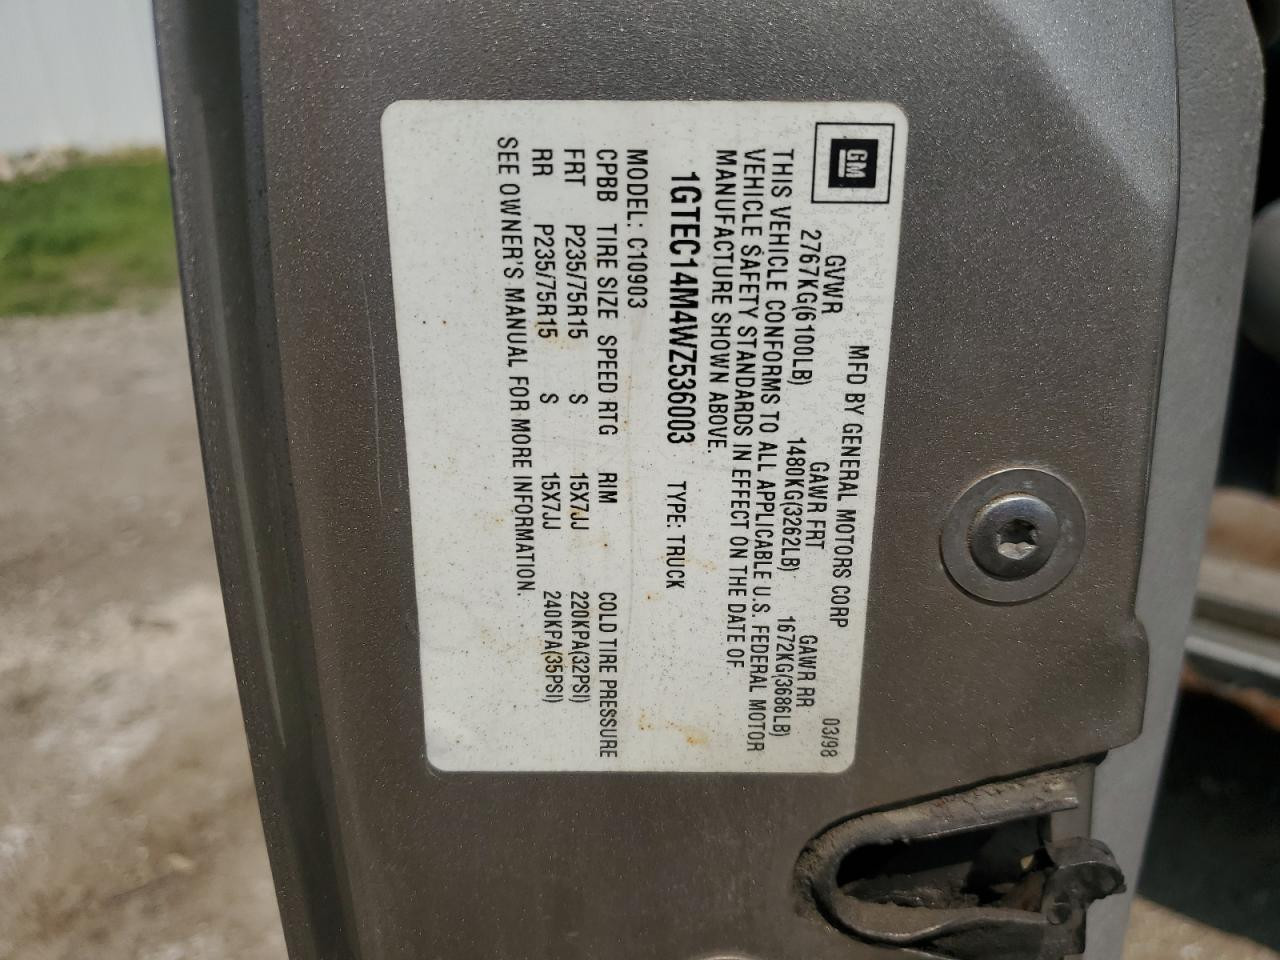 GM
MFD BY GENERAL MOTORS CORP 03/98
GVWR GAWR FRT GAWR RR
2767KG(6100LB) 1480KG(3262LB) 1672KG(3686LB)
THIS VEHICLE CONFORMS TO ALL APPLICABLE U.S. FEDERAL MOTOR
VEHICLE SAFETY STANDARDS IN EFFECT ON THE DATE OF
MANUFACTURE SHOWN ABOVE.
1GTEC14M4WZ536003 TYPE: TRUCK
MODEL: C10903
CPBB TIRE SIZE SPEED RTG RIM COLD TIRE PRESSURE
FRT P235/75R15 S 15X7JJ 220KPA(32PSI)
RR P235/75R15 S 15X7JJ 240KPA(35PSI)
SEE OWNER'S MANUAL FOR MORE INFORMATION.